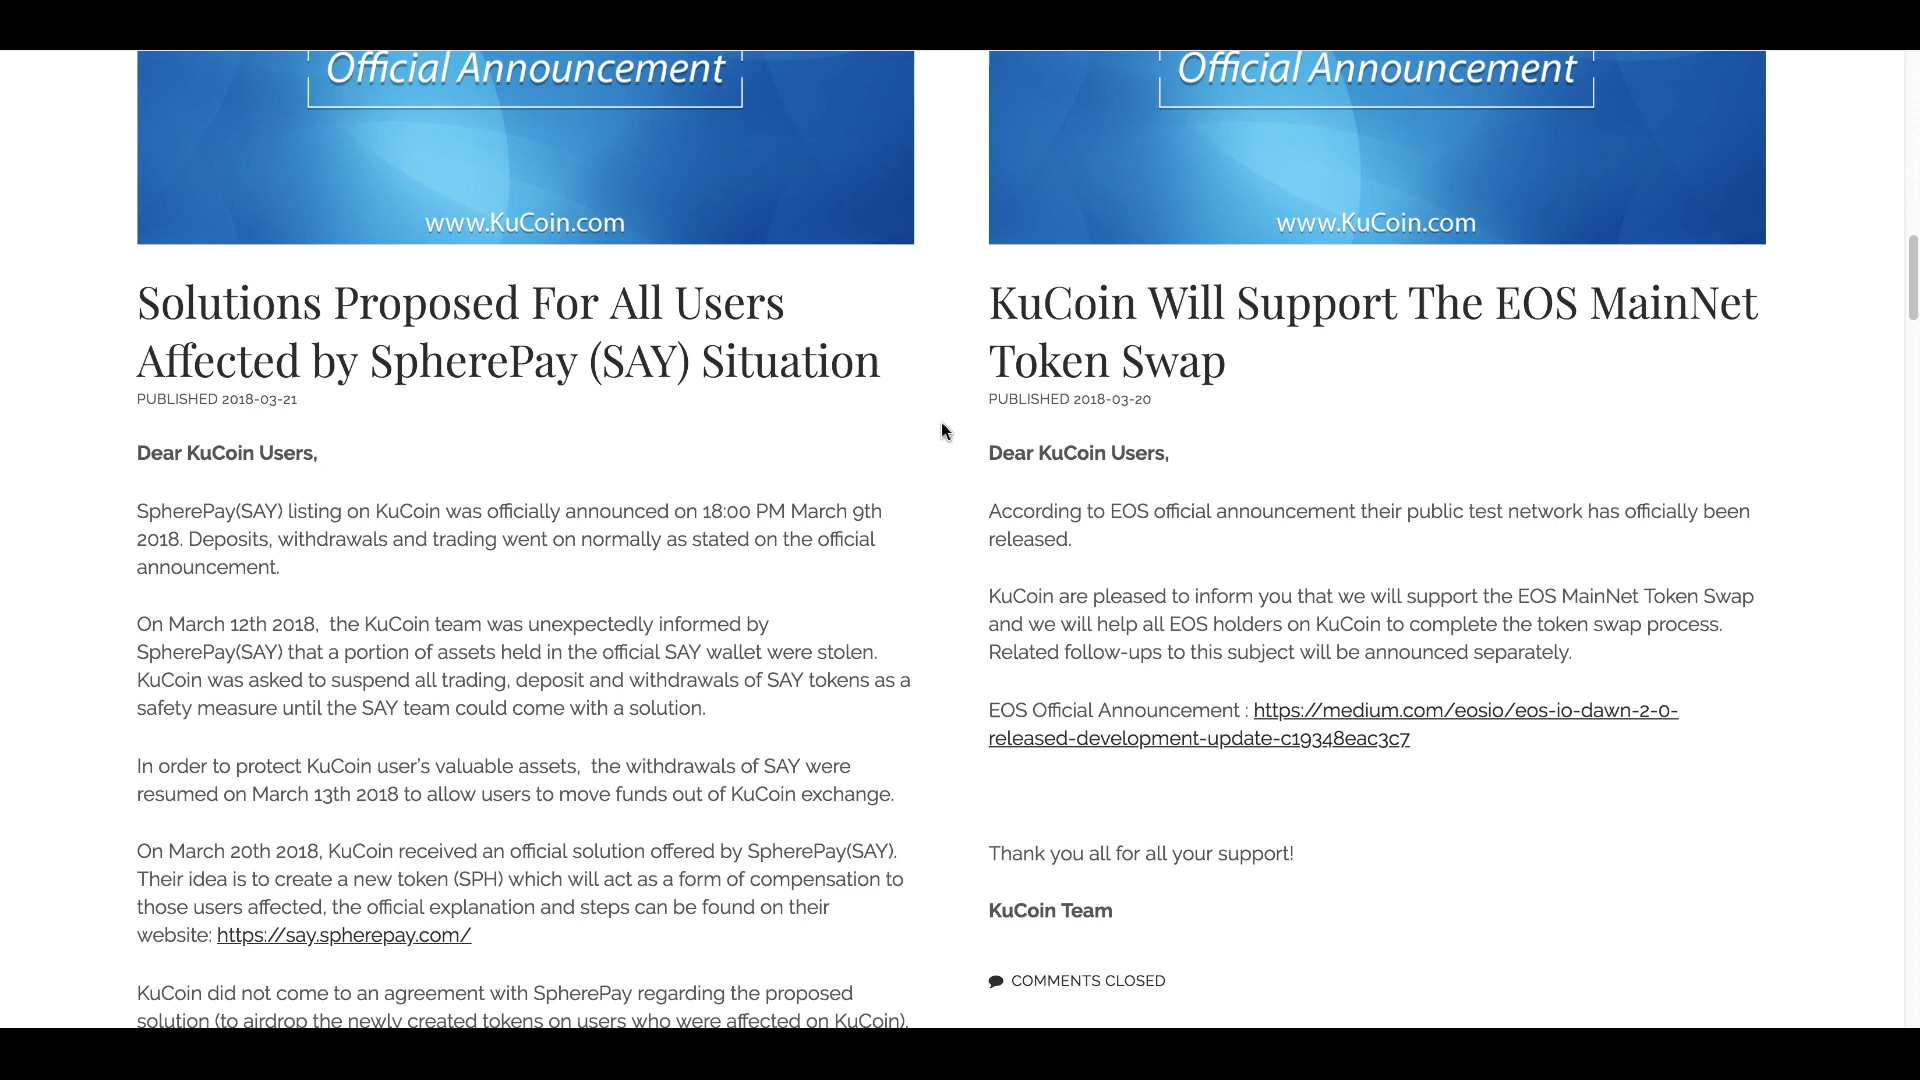 Official Announcement
www.KuCoin.com
Solutions Proposed For All Users
Affected by SpherePay (SAY) Situation
PUBLISHED 2018-03-21
Dear KuCoin Users,
SpherePay(SAY) listing on KuCoin was officially announced on 18:00 PM March 9th
2018. Deposits, withdrawals and trading went on normally as stated on the official
announcement.
On March 12th 2018,  the KuCoin team was unexpectedly informed by
SpherePay(SAY) that a portion of assets held in the official SAY wallet were stolen.
KuCoin was asked to suspend all trading, deposit and withdrawals of SAY tokens as a
safety measure until the SAY team could come with a solution.
In order to protect KuCoin user’s valuable assets,  the withdrawals of SAY were
resumed on March 13th 2018 to allow users to move funds out of KuCoin exchange.
On March 20th 2018, KuCoin received an official solution offered by SpherePay(SAY).
Their idea is to create a new token (SPH) which will act as a form of compensation to
those users affected, the official explanation and steps can be found on their
website: https://say.spherepay.com/
KuCoin did not come to an agreement with SpherePay regarding the proposed
solution (to airdrop the newly created tokens on users who were affected on KuCoin).
Official Announcement
www.KuCoin.com
KuCoin Will Support The EOS MainNet
Token Swap
PUBLISHED 2018-03-20
Dear KuCoin Users,
According to EOS official announcement their public test network has officially been
released.
KuCoin are pleased to inform you that we will support the EOS MainNet Token Swap
and we will help all EOS holders on KuCoin to complete the token swap process.
Related follow-ups to this subject will be announced separately.
EOS Official Announcement : https://medium.com/eosio/eos-io-dawn-2-0-
released-development-update-c19348eac3c7
Thank you all for all your support!
KuCoin Team
COMMENTS CLOSED